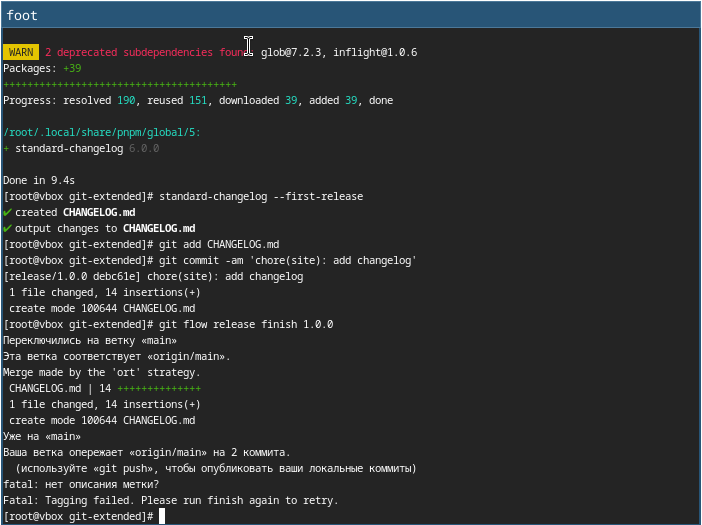 foot
WARN 2 deprecated subdependencies found: glob@7.2.3, inflight@1.0.6
Packages: +39
+++++++++++++++++++++++++++++++++++++++
Progress: resolved 190, reused 151, downloaded 39, added 39, done
/root/.local/share/pnpm/global/5:
+ standard-changelog 6.0.0
Done in 9.4s
[root@vbox git-extended]# standard-changelog --first-release
✔ created CHANGELOG.md
✔ output changes to CHANGELOG.md
[root@vbox git-extended]# git add CHANGELOG.md
[root@vbox git-extended]# git commit -am 'chore(site): add changelog'
[release/1.0.0 debc61e] chore(site): add changelog
1 file changed, 14 insertions(+)
create mode 100644 CHANGELOG.md
[root@vbox git-extended]# git flow release finish 1.0.0
Переключились на ветку «main»
Эта ветка соответствует «origin/main».
Merge made by the 'ort' strategy.
CHANGELOG.md | 14 ++++++++++++++
1 file changed, 14 insertions(+)
create mode 100644 CHANGELOG.md
Уже на «main»
Ваша ветка опережает «origin/main» на 2 коммита.
(используйте «git push», чтобы опубликовать ваши локальные коммиты)
fatal: нет описания метки?
Fatal: Tagging failed. Please run finish again to retry.
[root@vbox git-extended]#